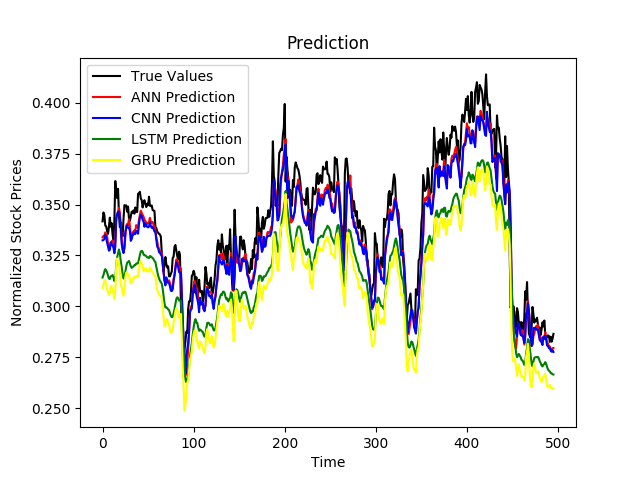 Prediction
True Values
ANN Prediction
CNN Prediction
LSTM Prediction
GRU Prediction
Normalized Stock Prices
0.400
0.375
0.350
0.325
0.300
0.275
0.250
0
100
200
300
400
500
Time